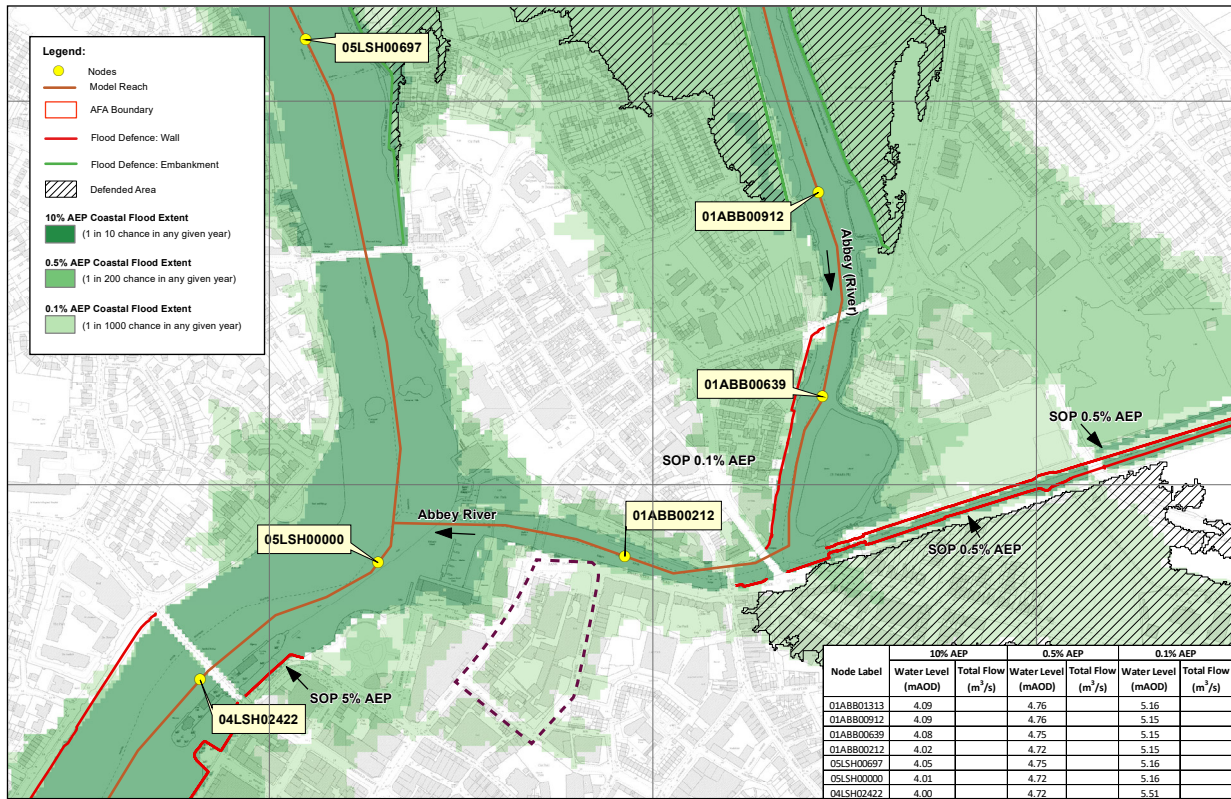 Legend:
Nodes
Model Reach
AFA Boundary
Flood Defence: Wall
Flood Defence: Embankment
Defended Area
10% AEP Coastal Flood Extent
(1 in 10 chance in any given year)
0.5% AEP Coastal Flood Extent
(1 in 200 chance in any given year)
0.1% AEP Coastal Flood Extent
(1 in 1000 chance in any given year)
05LSH00697
01ABB00912
Abbey (River)
01ABB00639
SOP 0.5% AEP
SOP 0.1% AEP
Abbey River
01ABB00212
05LSH00000
SOP 0.5% AEP
SOP 5% AEP
04LSH02422
Node Label 10% AEP 0.5% AEP 0.1% AEP
Water Level (mAOD) Total Flow (m³/s) Water Level (mAOD) Total Flow (m³/s) Water Level (mAOD) Total Flow (m³/s)
01ABB01313 4.09 4.76 5.16
01ABB00912 4.09 4.76 5.15
01ABB00639 4.08 4.75 5.15
01ABB00212 4.02 4.72 5.15
05LSH00697 4.05 4.75 5.16
05LSH00000 4.01 4.72 5.16
04LSH02422 4.00 4.72 5.51